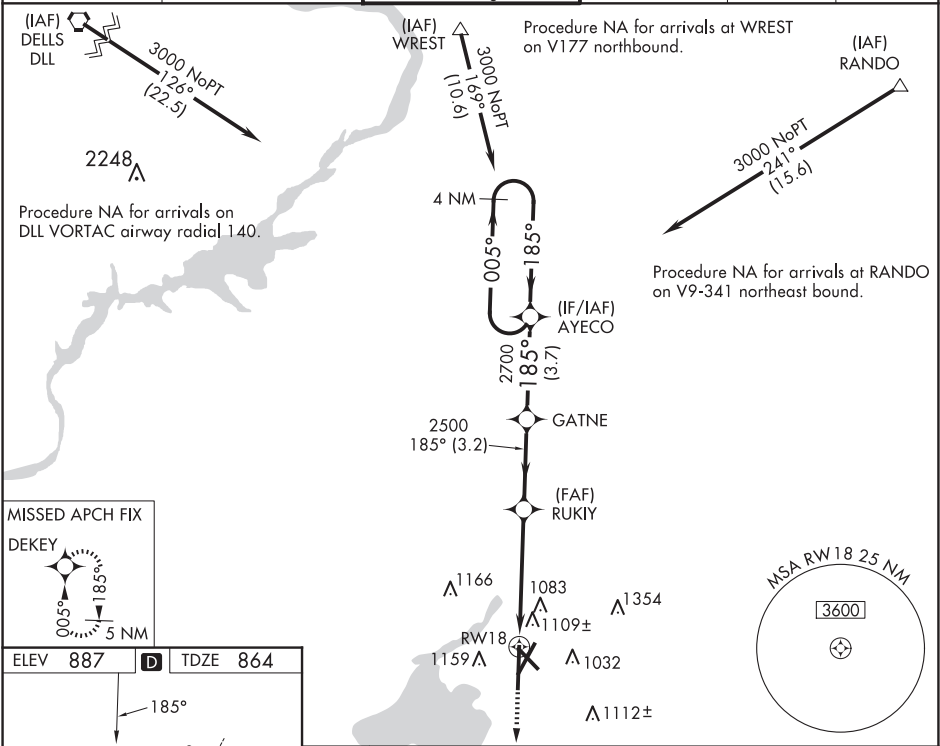 (IAF)
DELLS
DLL
3000 NoPT
126°
(22.5)
2248
Procedure NA for arrivals on
DLL VORTAC airway radial 140.
(IAF)
WREST
3000 NoPT
169°
(10.6)
Procedure NA for arrivals at WREST
on V177 northbound.
(IAF)
RANDO
3000 NoPT
241°
(15.6)
Procedure NA for arrivals at RANDO
on V9-341 northeast bound.
4 NM
005°
185°
(IF/IAF)
AYECO
2700
185°
(3.7)
GATNE
2500
185° (3.2)
(FAF)
RUKIY
MISSED APCH FIX
DEKEY
005°
185°
5 NM
1166
1083
1354
1109±
RW18
1159
1032
1112±
MSA RW18 25 NM
3600
ELEV 887 D TDZE 864
185°